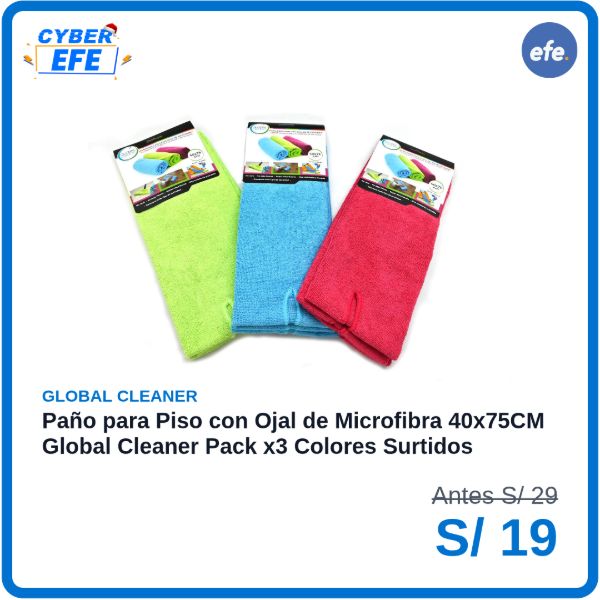 CYBER
EFE
efe.
GLOBAL CLEANER
Paño para Piso con Ojal de Microfibra 40x75CM
Global Cleaner Pack x3 Colores Surtidos
Antes S/ 29
S/ 19